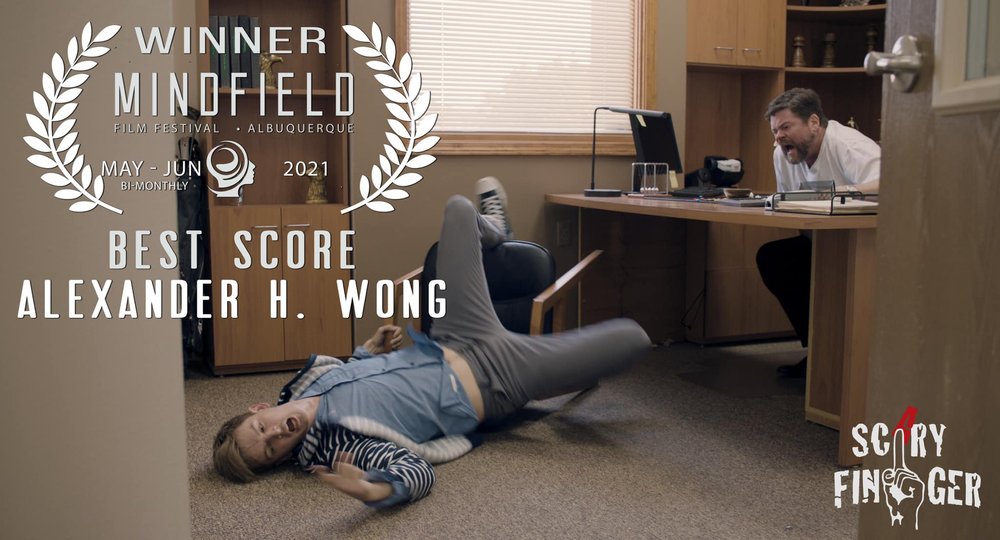 WINNER
MINDFIELD
FILM FESTIVAL • ALBUQUERQUE
MAY - JUN 2021
BI-MONTHLY
BEST SCORE
ALEXANDER H. WONG
SCARY
FINGER